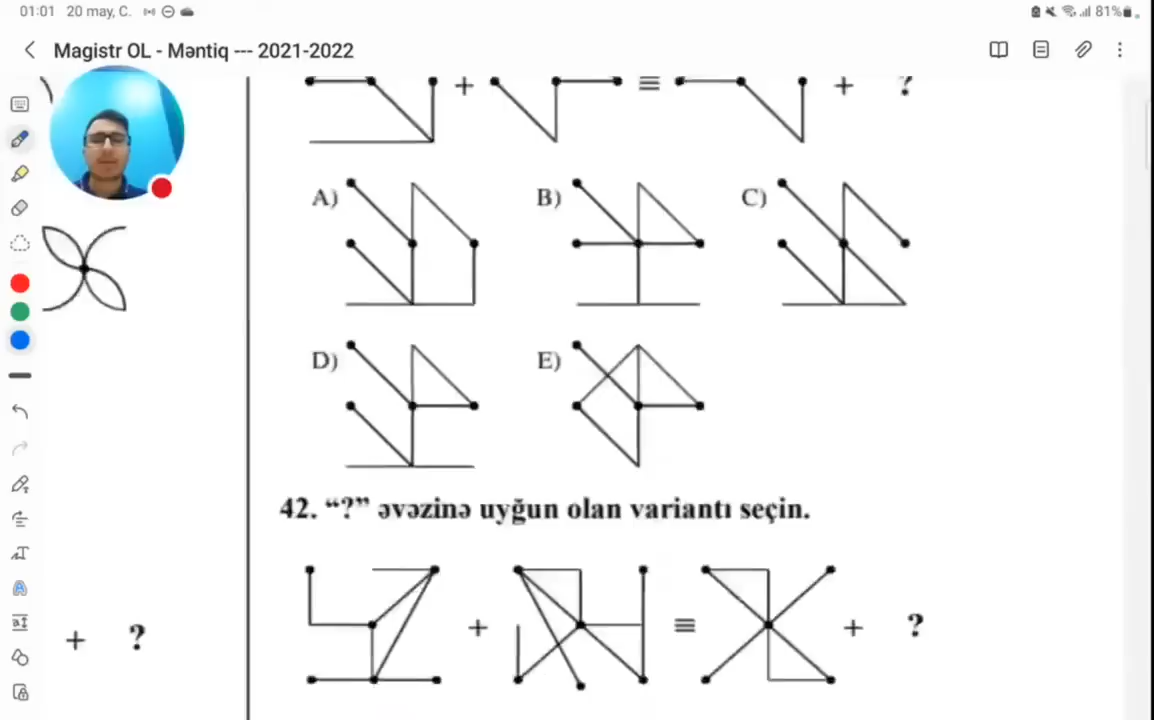 01:01 20 may, C. 81%
Magistr OL - Məntiq --- 2021-2022
+ ≡ + ?
A) B) C)
D) E)
42. “?” əvəzinə uyğun olan variantı seçin.
+ ≡ + ?
+ ?